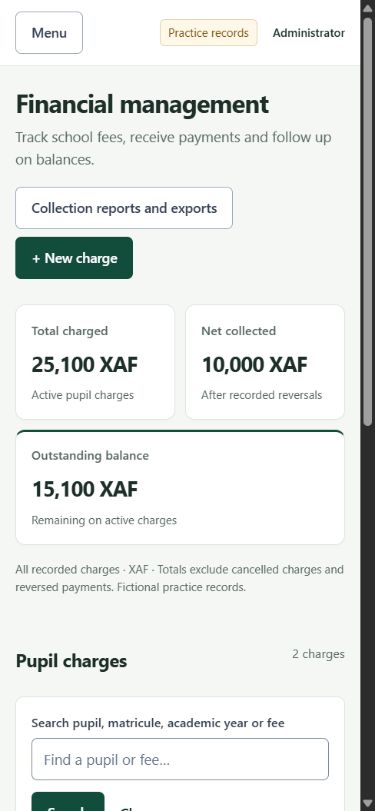 Menu
Practice records
Administrator
Financial management
Track school fees, receive payments and follow up
on balances.
Collection reports and exports
+ New charge
Total charged
25,100 XAF
Active pupil charges
Net collected
10,000 XAF
After recorded reversals
Outstanding balance
15,100 XAF
Remaining on active charges
All recorded charges · XAF · Totals exclude cancelled charges and
reversed payments. Fictional practice records.
Pupil charges
2 charges
Search pupil, matricule, academic year or fee
Find a pupil or fee...